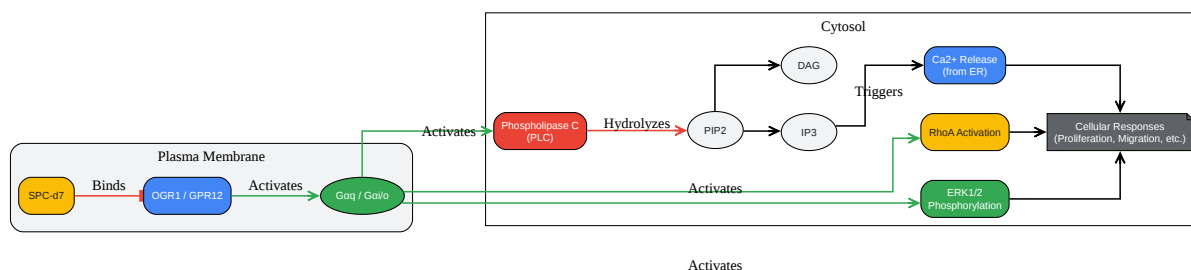 Cytosol
DAG
Ca2+ Release
(from ER)
Triggers
Activates
Phospholipase C
(PLC)
Hydrolyzes
PIP2
IP3
RhoA Activation
Cellular Responses
(Proliferation, Migration, etc.)
Plasma Membrane
SPC-d7
Binds
OGR1 / GPR12
Activates
Gαq / Gαi/o
Activates
ERK1/2
Phosphorylation
Activates